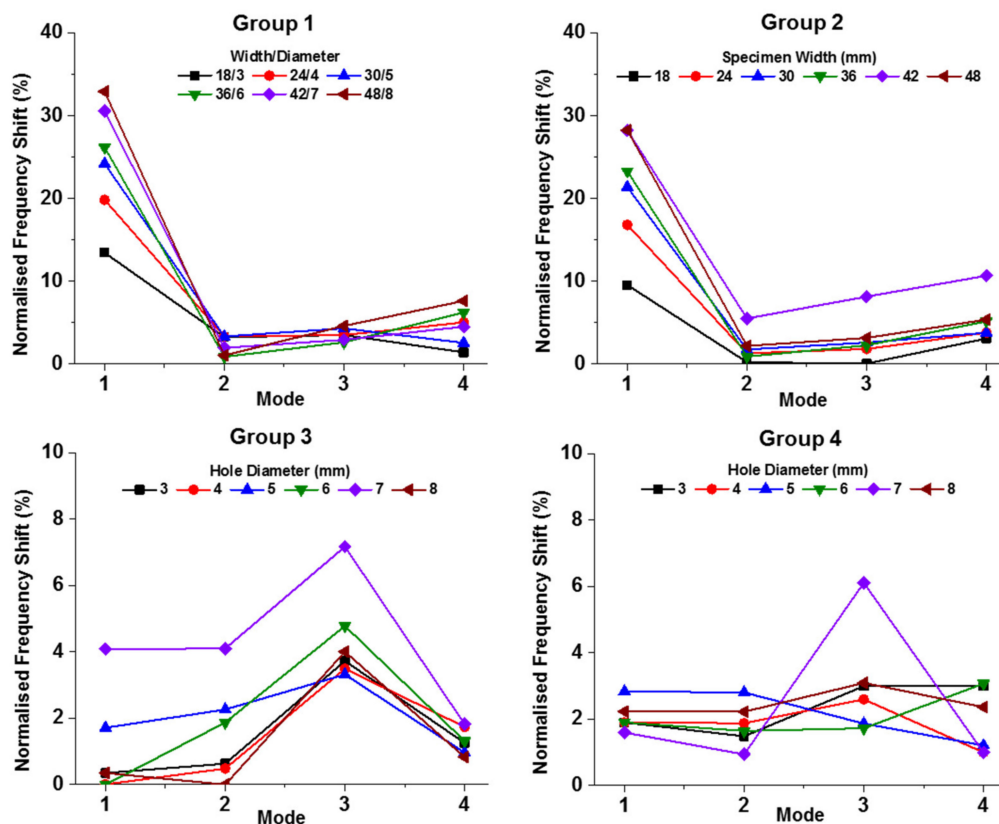 Group 1
Width/Diameter
18/3 24/4 30/5
36/6 42/7 48/8
Normalised Frequency Shift (%)
40
30
20
10
0
1 2 3 4
Mode
Group 2
Specimen Width (mm)
18 24 30 36 42 48
Normalised Frequency Shift (%)
40
30
20
10
0
1 2 3 4
Mode
Group 3
Hole Diameter (mm)
3 4 5 6 7 8
Normalised Frequency Shift (%)
10
8
6
4
2
0
1 2 3 4
Mode
Group 4
Hole Diameter (mm)
3 4 5 6 7 8
Normalised Frequency Shift (%)
10
8
6
4
2
0
1 2 3 4
Mode